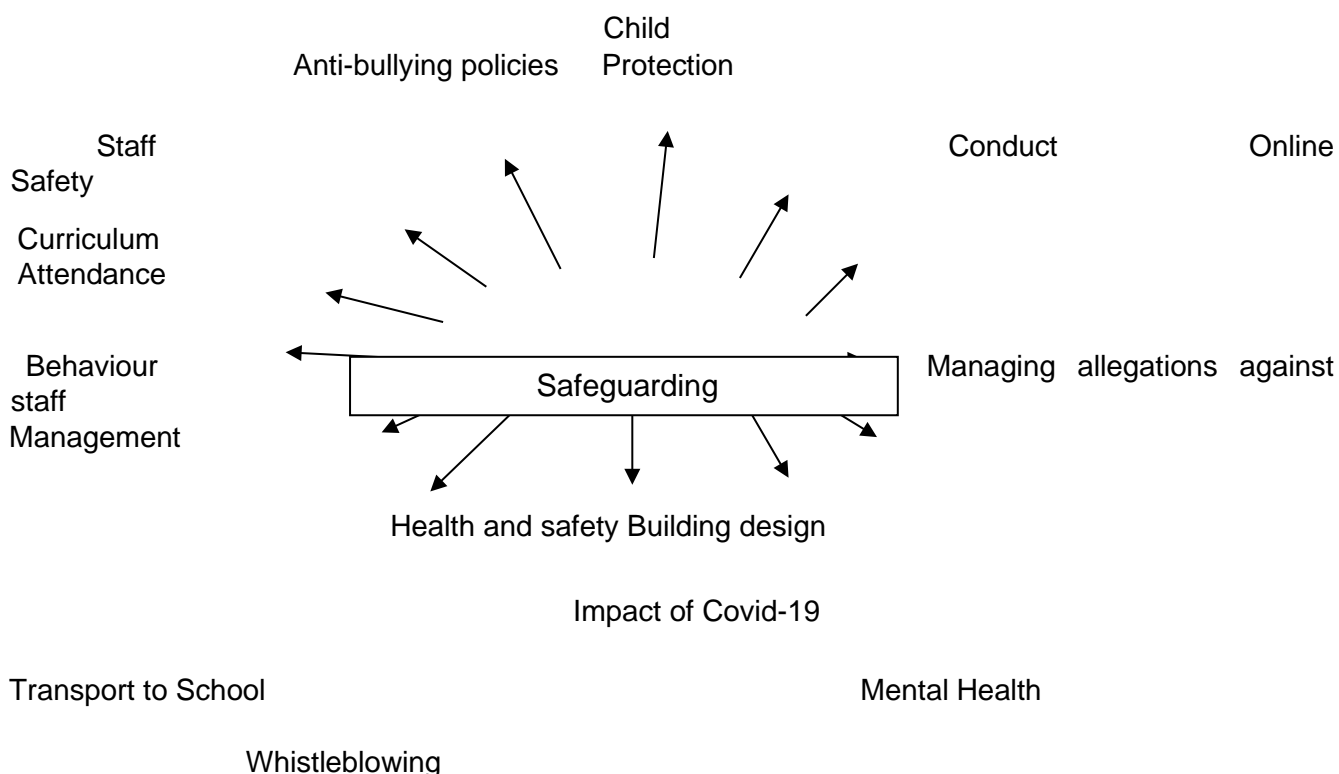 Child
Anti-bullying policies Protection
Staff Conduct Online
Safety
Curriculum
Attendance
Behaviour Managing allegations against
staff
Safeguarding
Management
Health and safety Building design
Impact of Covid-19
Transport to School Mental Health
Whistleblowing